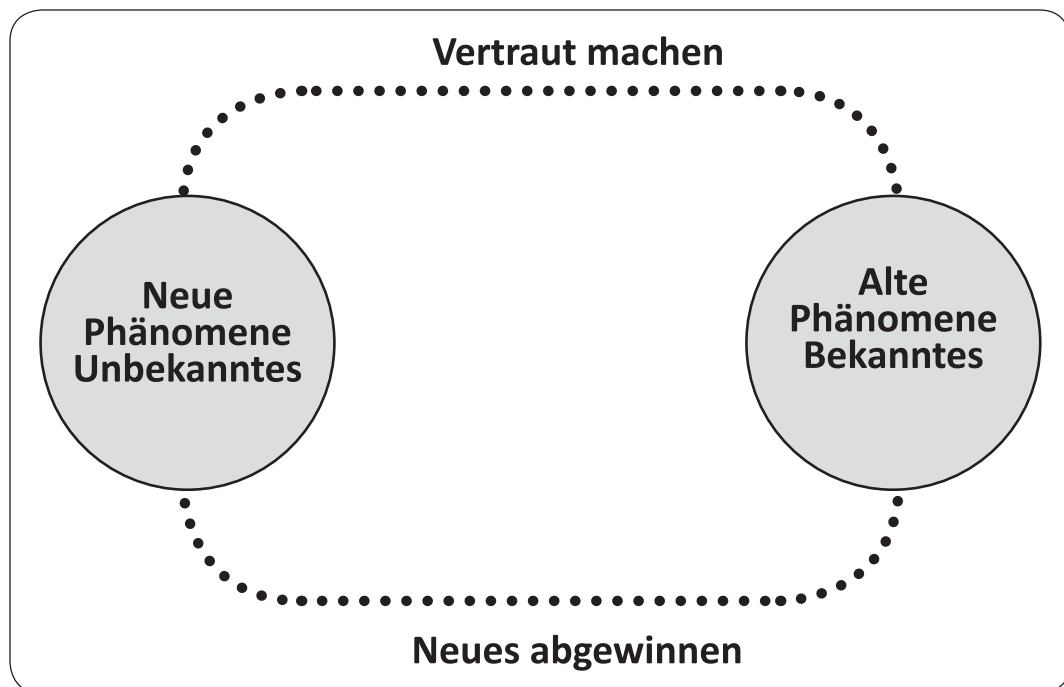 Vertraut machen
Neue
Phänomene
Unbekanntes
Alte
Phänomene
Bekanntes
Neues abgewinnen